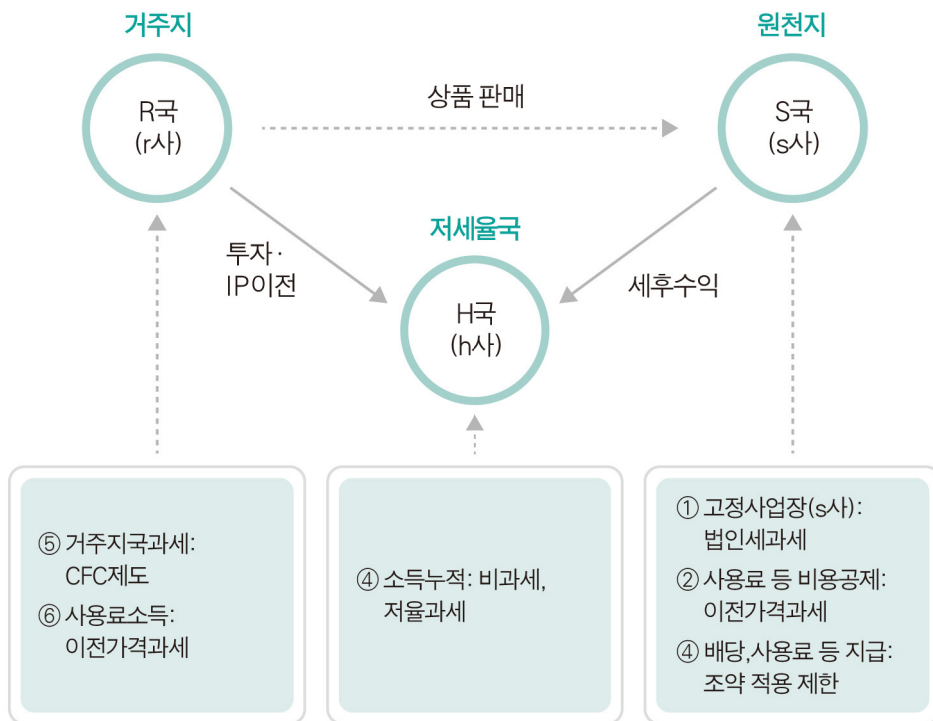 거주지
원천지
R국
(r사)
상품 판매
S국
(s사)
저세율국
투자·
IP이전
세후수익
H국
(h사)
⑤ 거주지국과세:
CFC제도
⑥ 사용료소득:
이전가격과세
④ 소득누적: 비과세,
저율과세
① 고정사업장(s사):
법인세과세
② 사용료 등 비용공제:
이전가격과세
④ 배당,사용료 등 지급:
조약 적용 제한